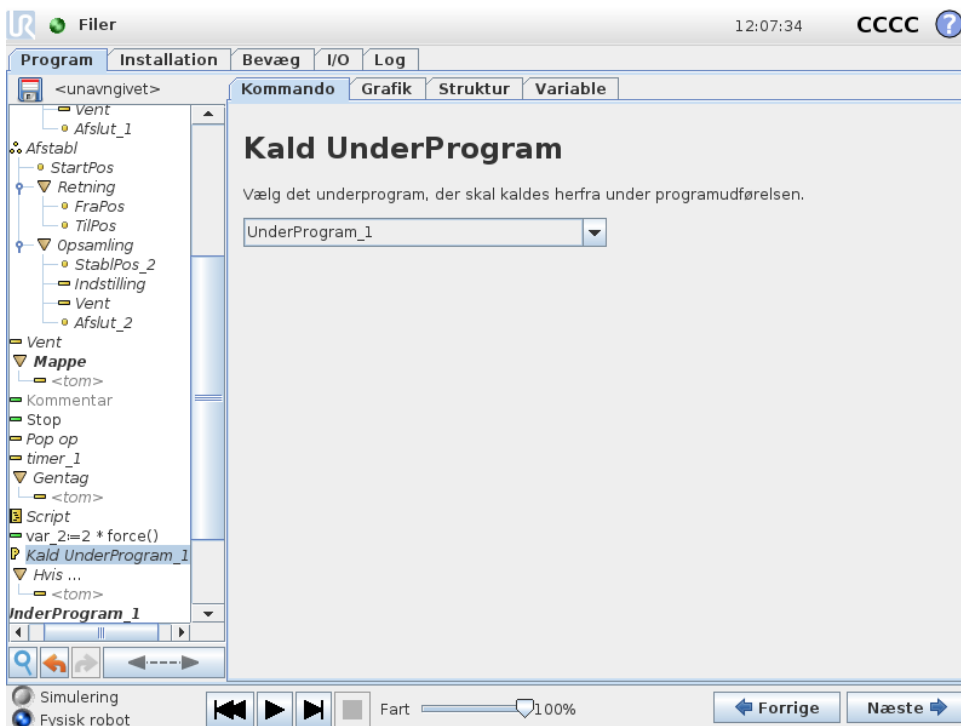 UR Filer 12:07:34 CCCC ?
Program Installation Bevæg I/O Log
<unavngivet>
Kommando Grafik Struktur Variable
Vent
Afslut_1
Afstabl
StartPos
Retning
FraPos
TilPos
Opsamling
StablPos_2
Indstilling
Vent
Afslut_2
Vent
Mappe
<tom>
Kommentar
Stop
Pop op
timer_1
Gentag
<tom>
Script
var_2:=2 * force()
Kald UnderProgram_1
Hvis ...
<tom>
UnderProgram_1
Kald UnderProgram
Vælg det underprogram, der skal kaldes herfra under programudførelsen.
UnderProgram_1
Simulering
Fysisk robot
Fart 100%
Forrige Næste